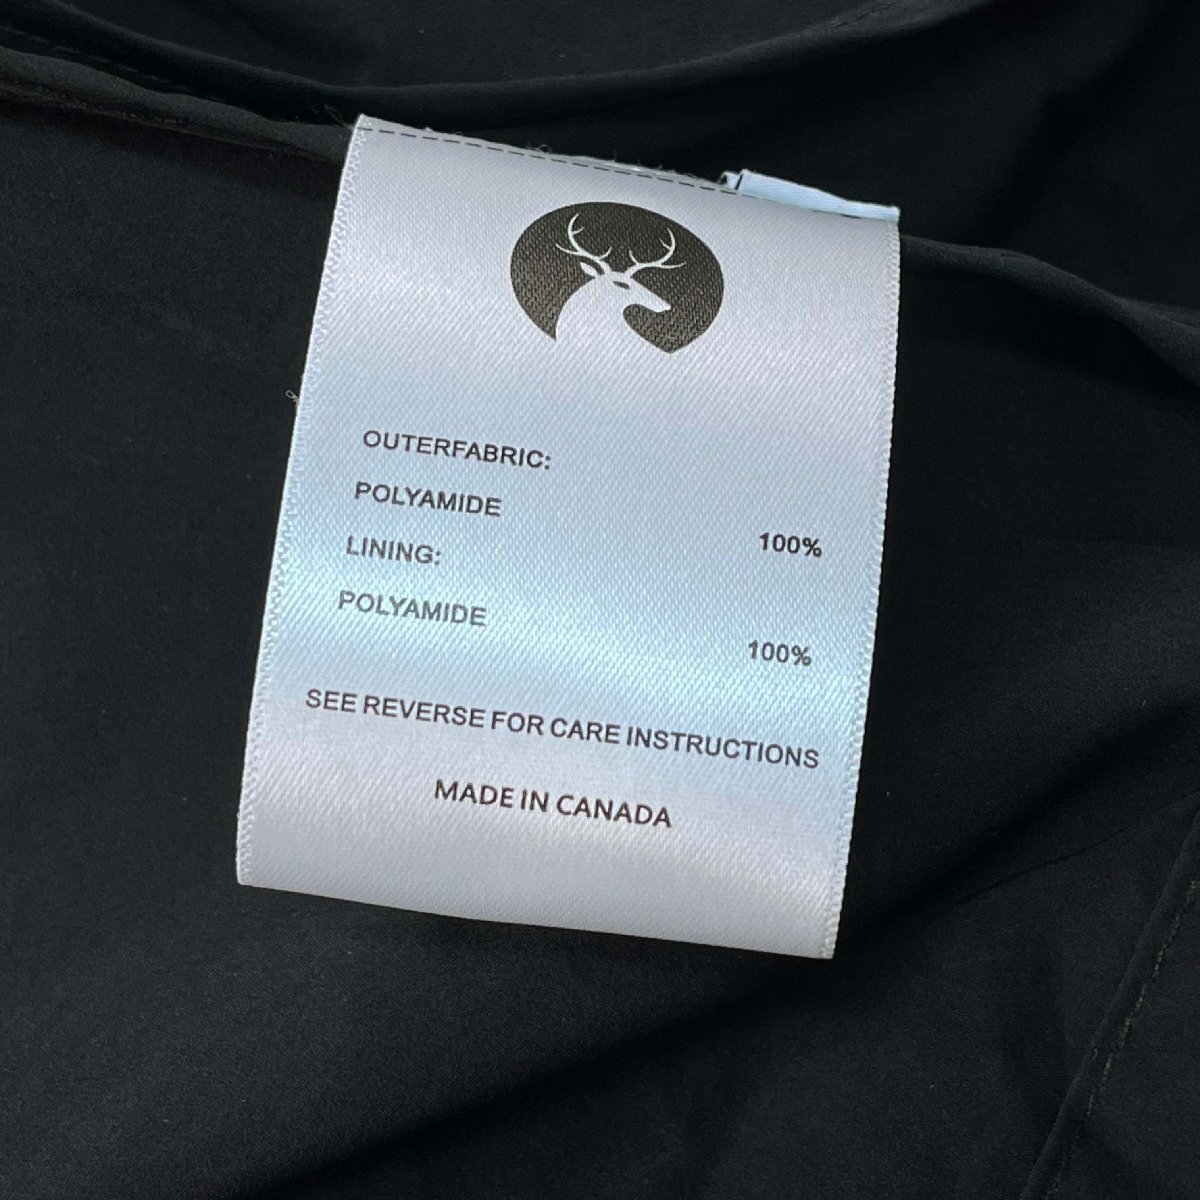 OUTERFABRIC:
POLYAMIDE 100%
LINING:
POLYAMIDE 100%
SEE REVERSE FOR CARE INSTRUCTIONS
MADE IN CANADA